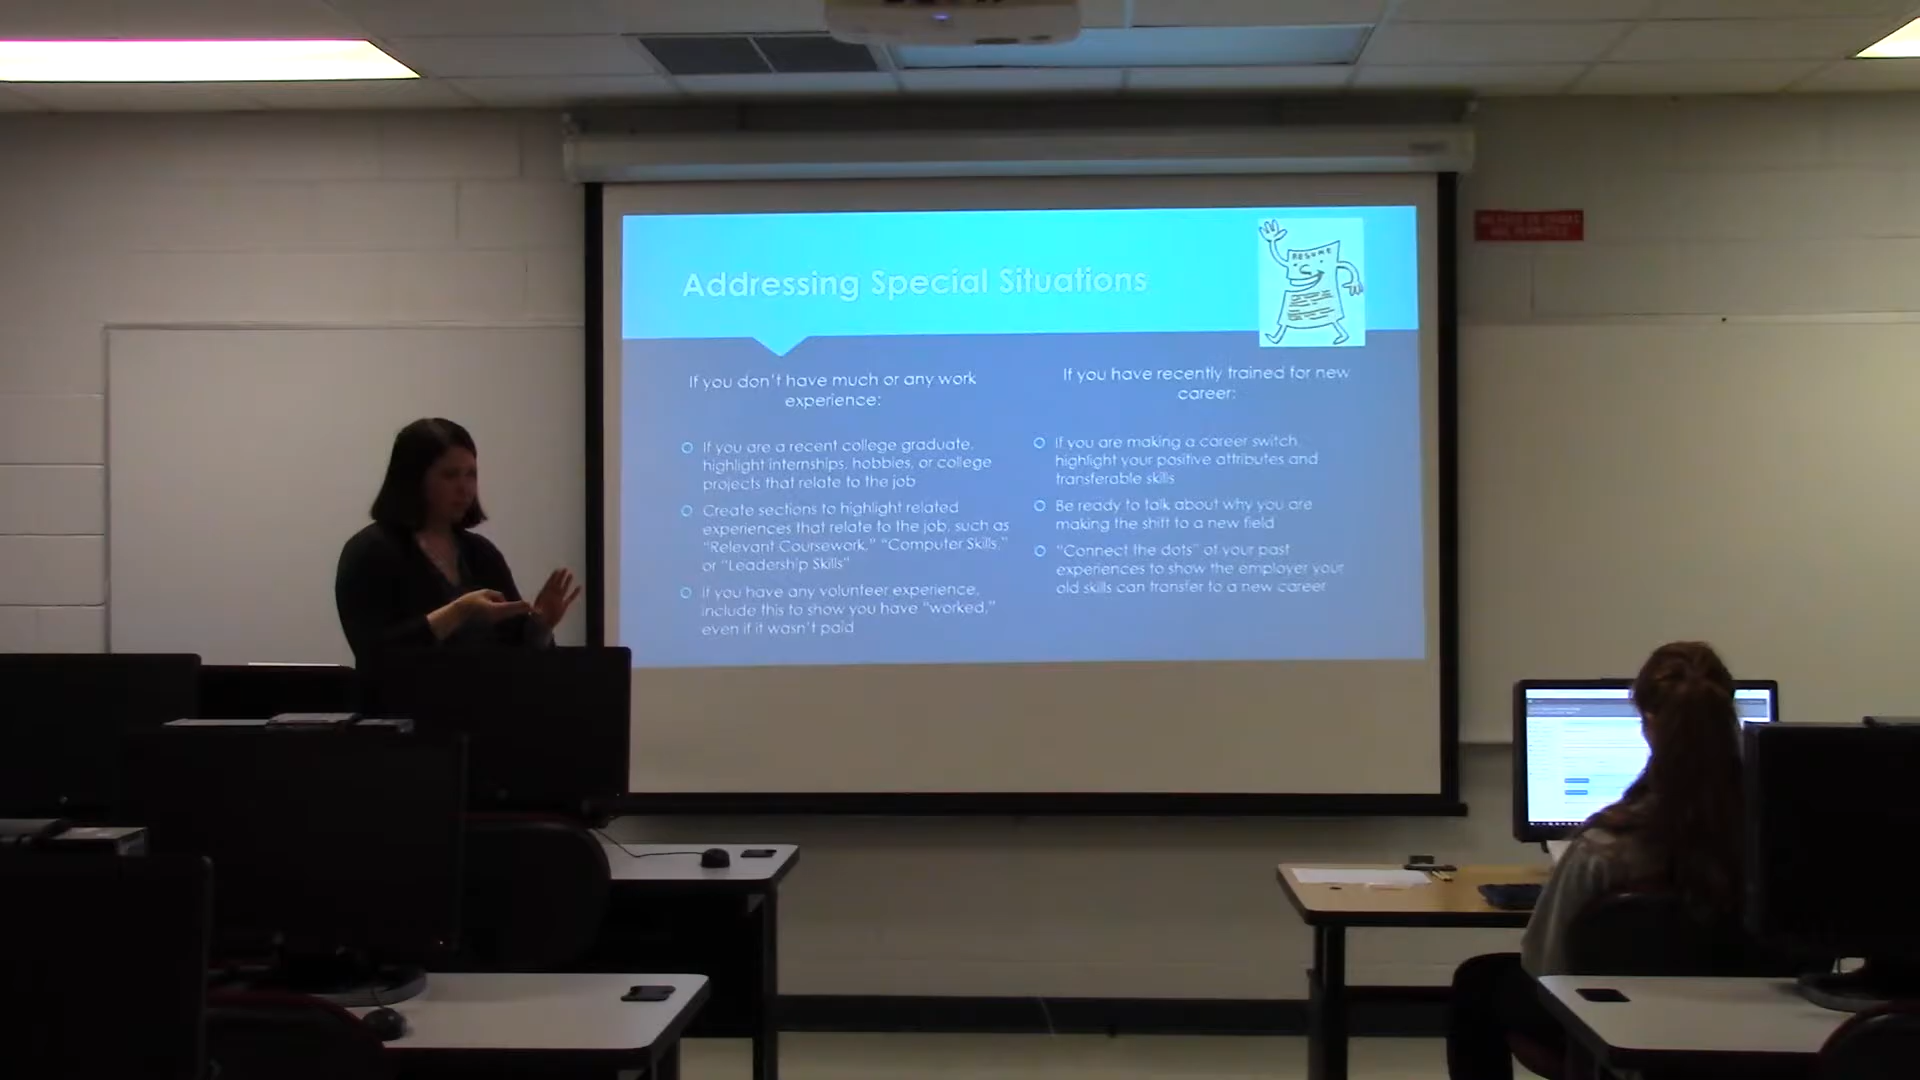 Addressing Special Situations
RESUME
If you don't have much or any work
experience:
If you are a recent college graduate,
highlight internships, hobbies, or college
projects that relate to the job
Create sections to highlight related
experiences that relate to the job, such as
"Relevant Coursework," "Computer Skills,"
or "Leadership Skills"
If you have any volunteer experience,
include this to show you have "worked,"
even if it wasn't paid
If you have recently trained for new
career:
If you are making a career switch,
highlight your positive attributes and
transferable skills
Be ready to talk about why you are
making the shift to a new field
"Connect the dots" of your past
experiences to show the employer your
old skills can transfer to a new career